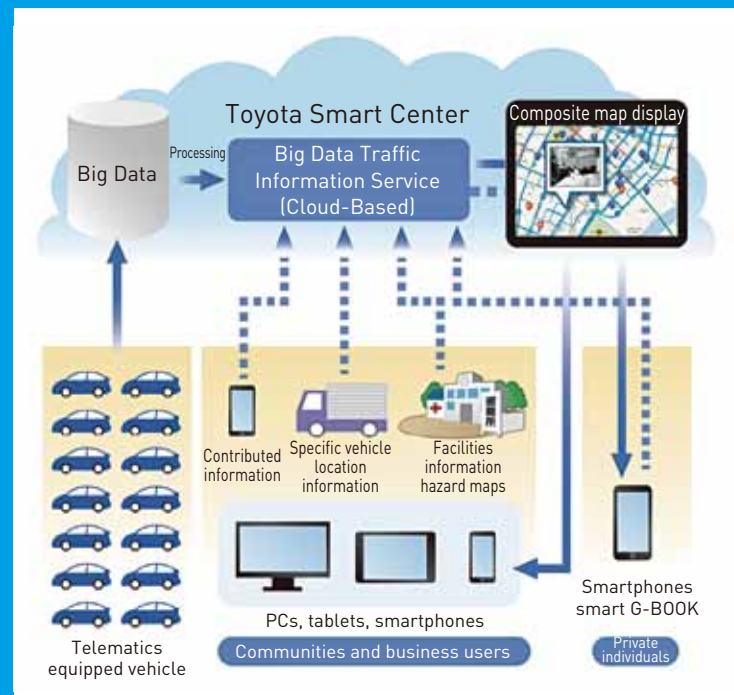 Toyota Smart Center
Composite map display
Big Data
Processing
Big Data Traffic
Information Service
(Cloud-Based)
Contributed
information
Specific vehicle
location
information
Facilities
information
hazard maps
Telematics
equipped vehicle
PCs, tablets, smartphones
Communities and business users
Smartphones
smart G-BOOK
Private
individuals